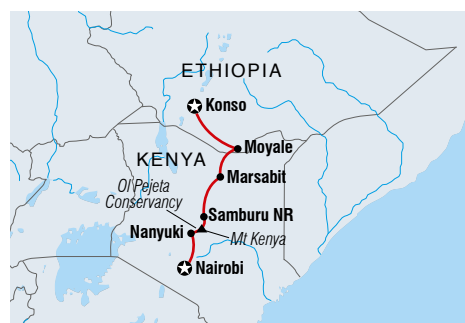 ETHIOPIA
Konso
Moyale
KENYA
Marsabit
Ol Pejeta
Conservancy
Samburu NR
Nanyuki
Mt Kenya
Nairobi